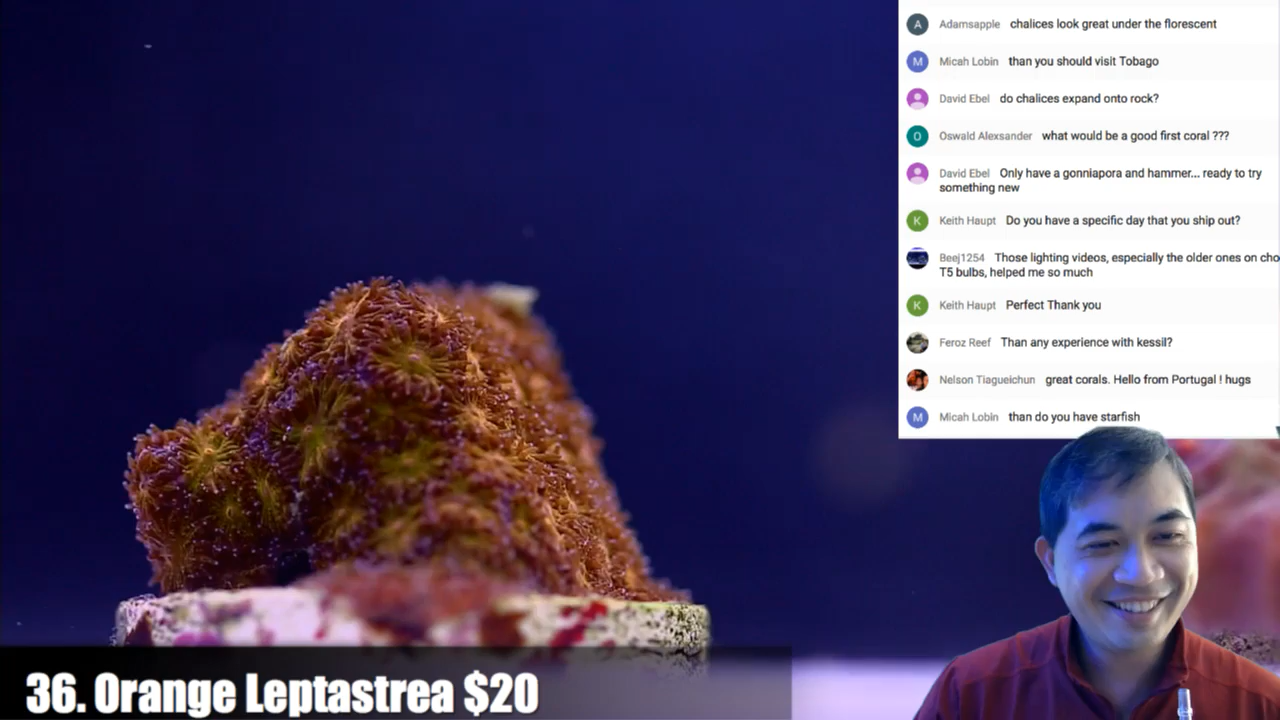 A Adamsapple chalices look great under the florescent
M Micah Lobin than you should visit Tobago
David Ebel do chalices expand onto rock?
O Oswald Alexsander what would be a good first coral ???
David Ebel Only have a gonniapora and hammer... ready to try
something new
K Keith Haupt Do you have a specific day that you ship out?
Beej1254 Those lighting videos, especially the older ones on cho
T5 bulbs, helped me so much
K Keith Haupt Perfect Thank you
Feroz Reef Than any experience with kessil?
Nelson Tiagueichun great corals. Hello from Portugal ! hugs
M Micah Lobin than do you have starfish
36. Orange Leptastrea $20